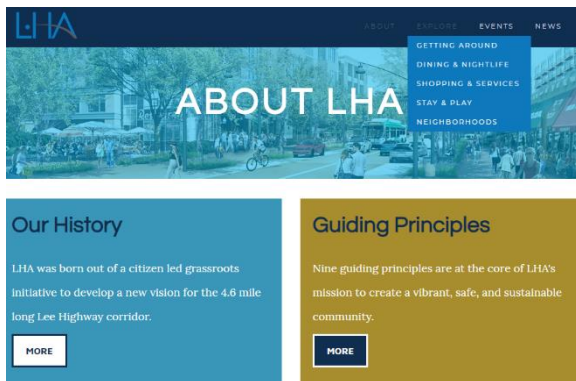 LHA
ABOUT EXPLORE EVENTS NEWS
GETTING AROUND
DINING & NIGHTLIFE
SHOPPING & SERVICES
STAY & PLAY
NEIGHBORHOODS
ABOUT LHA
Our History
LHA was born out of a citizen led grassroots
initiative to develop a new vision for the 4.6 mile
long Lee Highway corridor.
MORE
Guiding Principles
Nine guiding principles are at the core of LHA's
mission to create a vibrant, safe, and sustainable
community.
MORE